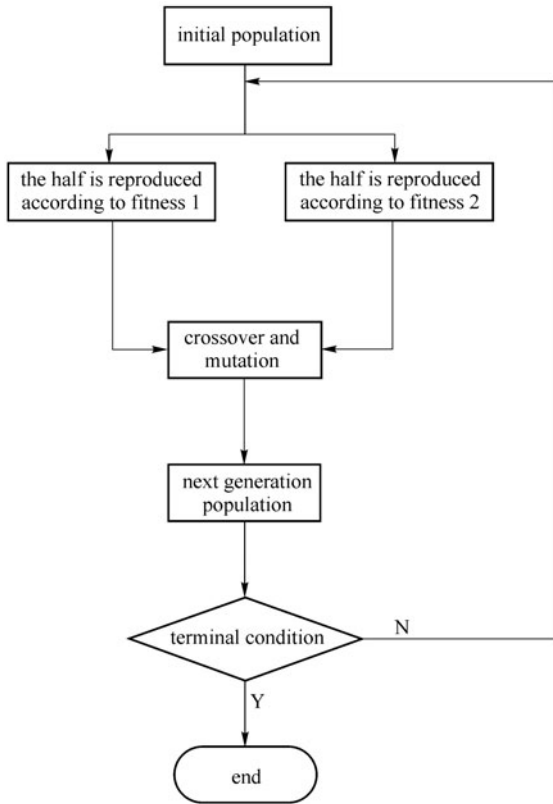 initial population
the half is reproduced
according to fitness 1
the half is reproduced
according to fitness 2
crossover and
mutation
next generation
population
terminal condition
N
Y
end